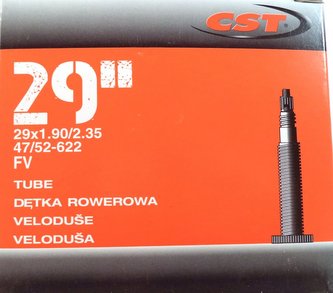 CST
29"
29x1.90/2.35
47/52-622
FV
TUBE
DĘTKA ROWEROWA
VELODUŠE
VELODUŠA